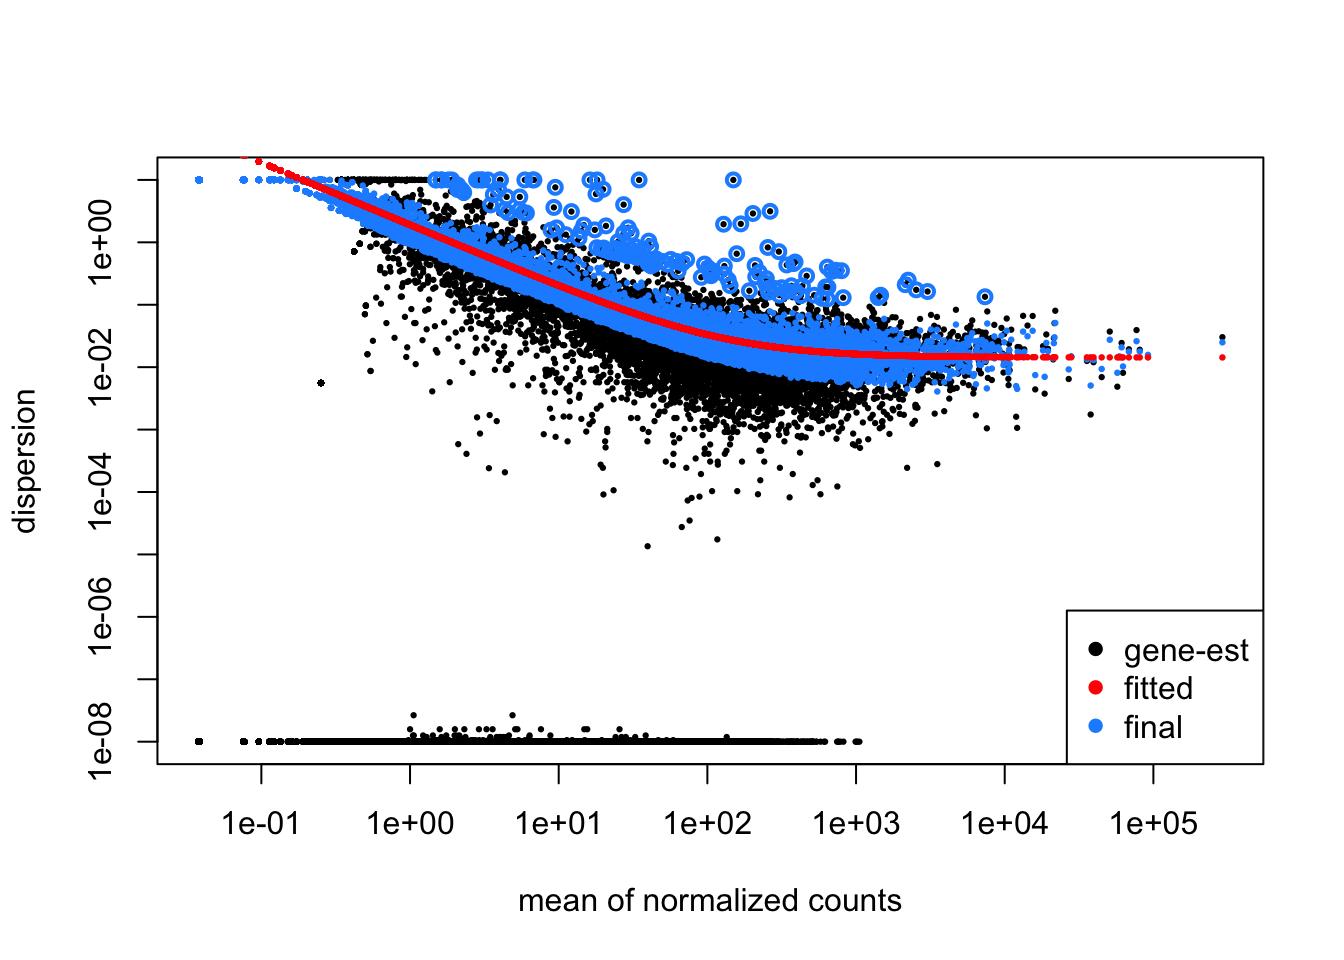 dispersion
1e+00
1e-02
1e-04
1e-06
1e-08
gene-est
fitted
final
1e-01 1e+00 1e+01 1e+02 1e+03 1e+04 1e+05
mean of normalized counts